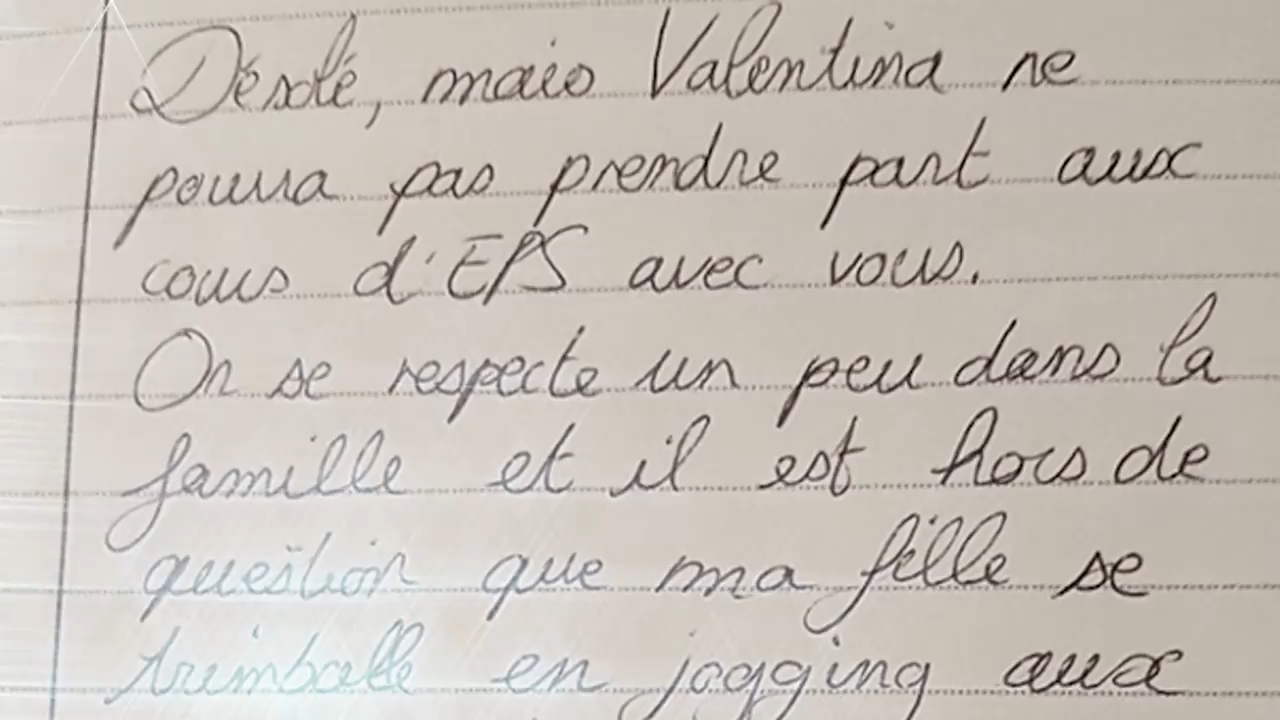 Désolé, mais Valentina ne
pourra pas prendre part aux
cours d'EPS avec vous.
On se respecte un peu dans la
famille et il est hors de
question que ma fille se
trimballe en jogging aux